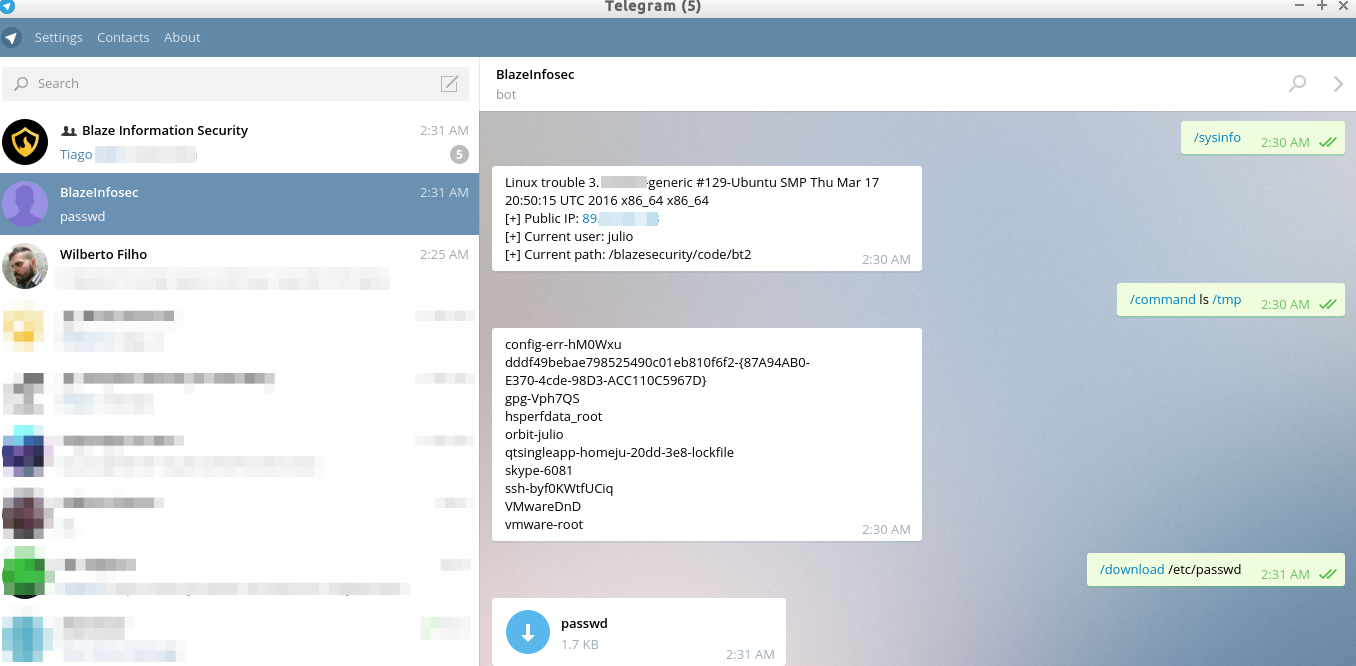 Telegram (5)
Settings Contacts About
Search
Blaze Information Security 2:31 AM
Tiago
5
BlazeInfosec 2:31 AM
passwd
Wilberto Filho 2:25 AM
BlazeInfosec
bot
/sysinfo 2:30 AM
Linux trouble 3. -generic #129-Ubuntu SMP Thu Mar 17
20:50:15 UTC 2016 x86_64 x86_64
[+] Public IP: 89.
[+] Current user: julio
[+] Current path: /blazesecurity/code/bt2
2:30 AM
/command ls /tmp 2:30 AM
config-err-hM0Wxu
dddf49bebae798525490c01eb810f6f2-{87A94AB0-
E370-4cde-98D3-ACC110C5967D}
gpg-Vph7QS
hsperfdata_root
orbit-julio
qtsingleapp-homeju-20dd-3e8-lockfile
skype-6081
ssh-byf0KWtfUCiq
VMwareDnD
vmware-root
2:30 AM
/download /etc/passwd 2:31 AM
passwd
1.7 KB
2:31 AM